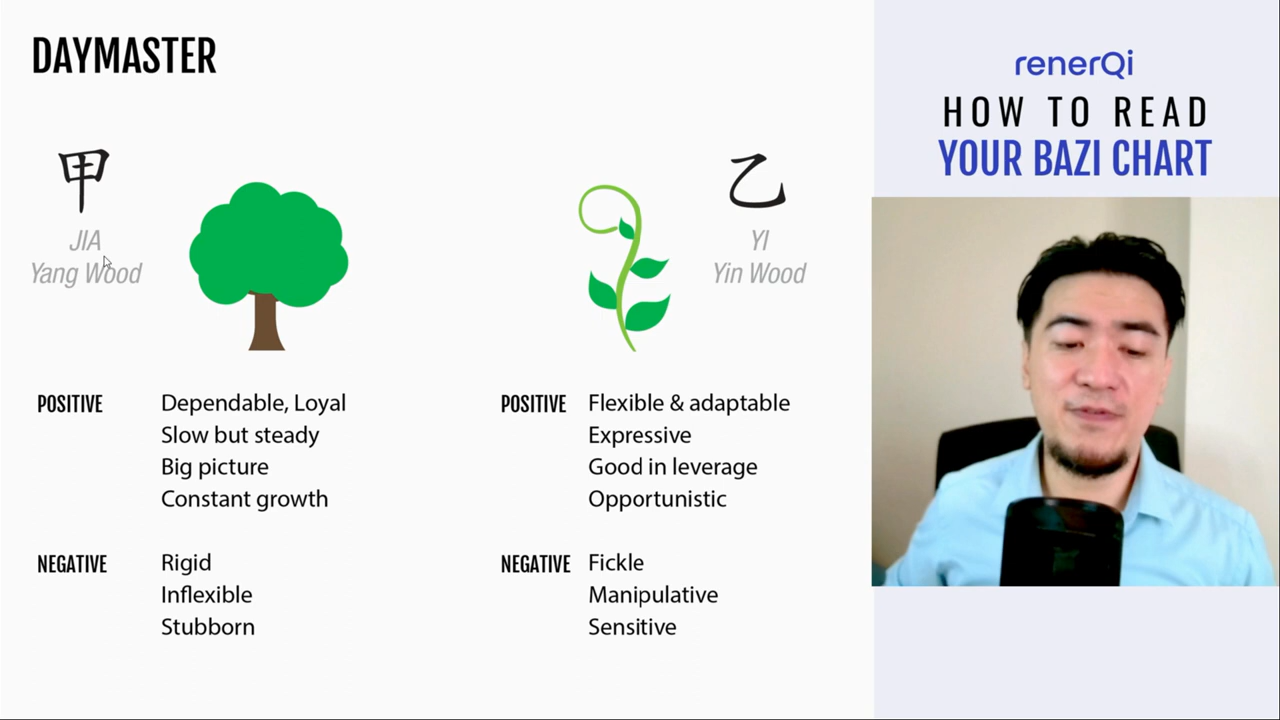 DAYMASTER
甲
JIA
Yang Wood
乙
YI
Yin Wood
POSITIVE
Dependable, Loyal
Slow but steady
Big picture
Constant growth
NEGATIVE
Rigid
Inflexible
Stubborn
POSITIVE
Flexible & adaptable
Expressive
Good in leverage
Opportunistic
NEGATIVE
Fickle
Manipulative
Sensitive
renerQi
HOW TO READ
YOUR BAZI CHART